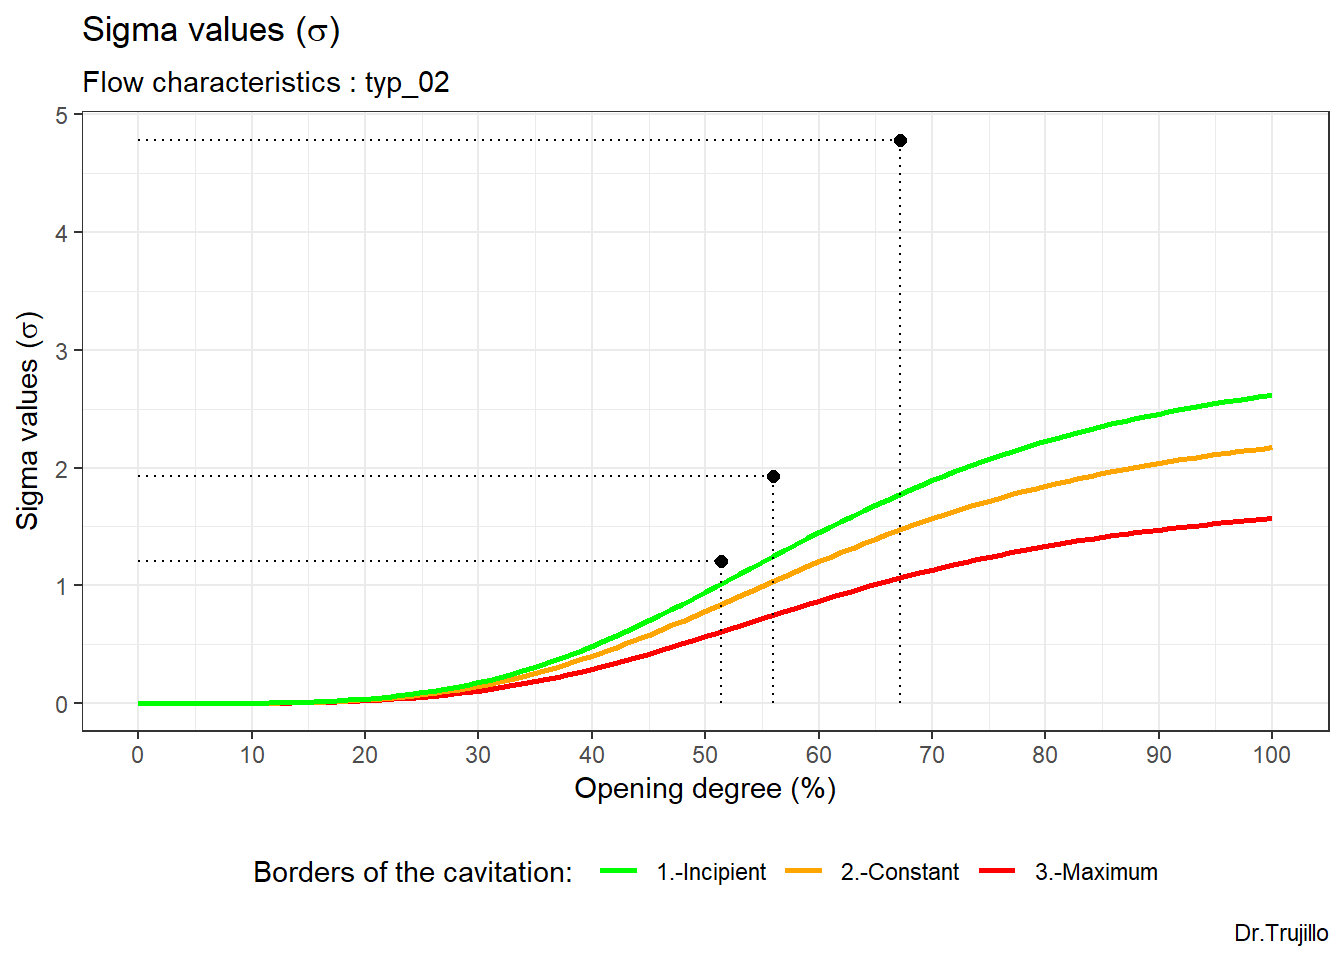 Sigma values (σ)
Flow characteristics : typ_02
5
4
3
2
1
0
Sigma values (σ)
0 10 20 30 40 50 60 70 80 90 100
Opening degree (%)
Borders of the cavitation: 1.-Incipient 2.-Constant 3.-Maximum
Dr.Trujillo